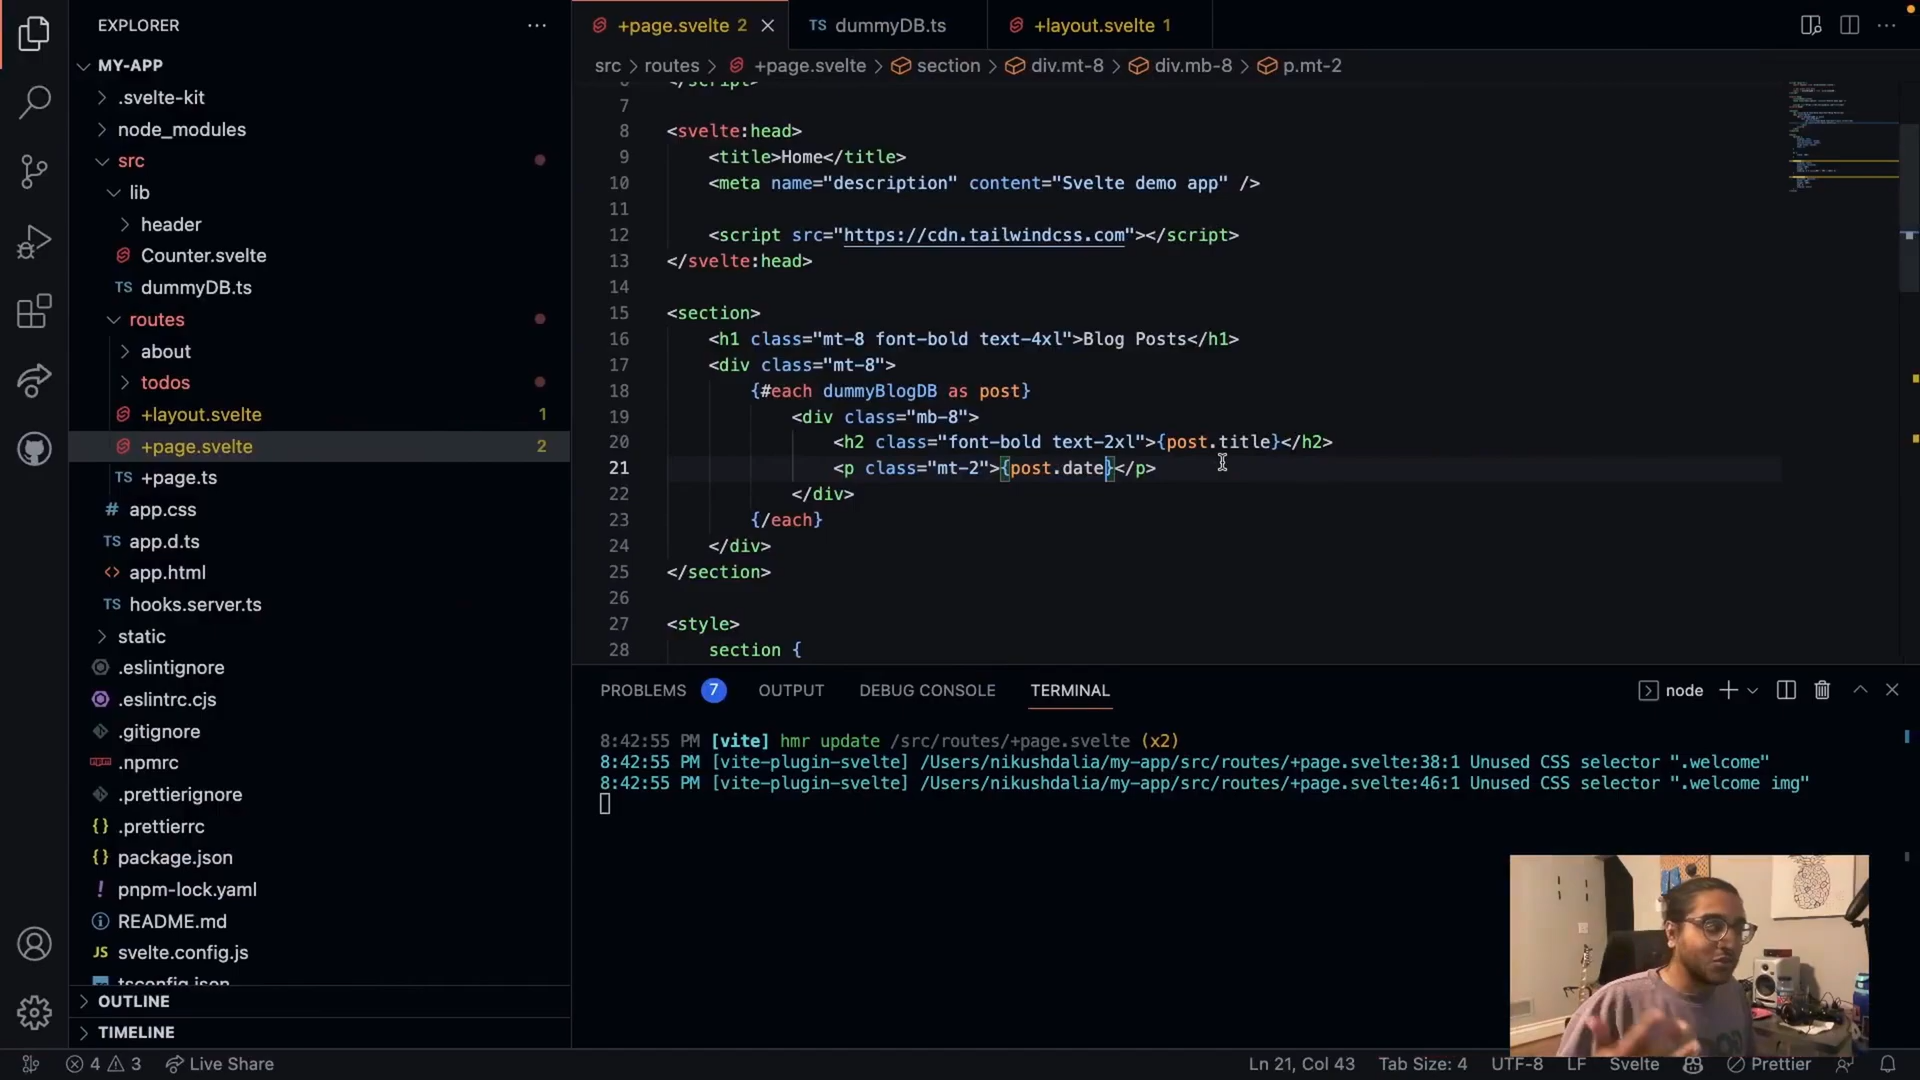 EXPLORER
MY-APP
.svelte-kit
node_modules
src
lib
header
Counter.svelte
TS dummyDB.ts
routes
about
todos
+layout.svelte 1
+page.svelte 2
TS +page.ts
# app.css
TS app.d.ts
<> app.html
TS hooks.server.ts
static
.eslintignore
.eslintrc.cjs
.gitignore
.npmrc
.prettierignore
{} .prettierrc
{} package.json
! pnpm-lock.yaml
README.md
JS svelte.config.js
tsconfig.json
OUTLINE
TIMELINE
+page.svelte 2
TS dummyDB.ts
+layout.svelte 1
src > routes > +page.svelte > section > div.mt-8 > div.mb-8 > p.mt-2
6 </script>
7
8 <svelte:head>
9 <title>Home</title>
10 <meta name="description" content="Svelte demo app" />
11
12 <script src="https://cdn.tailwindcss.com"></script>
13 </svelte:head>
14
15 <section>
16 <h1 class="mt-8 font-bold text-4xl">Blog Posts</h1>
17 <div class="mt-8">
18 {#each dummyBlogDB as post}
19 <div class="mb-8">
20 <h2 class="font-bold text-2xl">{post.title}</h2>
21 <p class="mt-2">{post.date}</p>
22 </div>
23 {/each}
24 </div>
25 </section>
26
27 <style>
28 section {
PROBLEMS 7 OUTPUT DEBUG CONSOLE TERMINAL
node
8:42:55 PM [vite] hmr update /src/routes/+page.svelte (x2)
8:42:55 PM [vite-plugin-svelte] /Users/nikushdalia/my-app/src/routes/+page.svelte:38:1 Unused CSS selector ".welcome"
8:42:55 PM [vite-plugin-svelte] /Users/nikushdalia/my-app/src/routes/+page.svelte:46:1 Unused CSS selector ".welcome img"
4 3 Live Share
Ln 21, Col 43 Tab Size: 4 UTF-8 LF Svelte Prettier